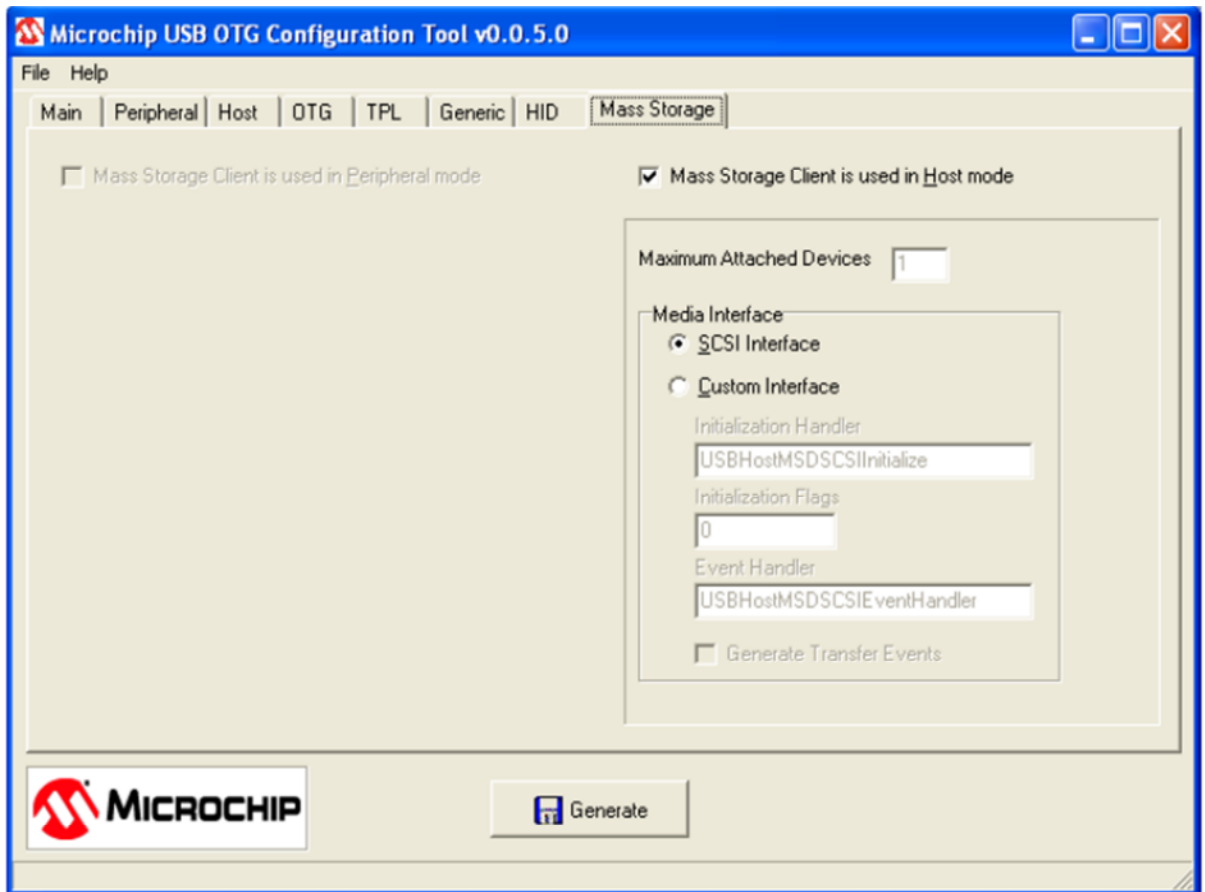 Microchip USB OTG Configuration Tool v0.0.5.0
File Help
Main Peripheral Host OTG TPL Generic HID Mass Storage
Mass Storage Client is used in Peripheral mode
Mass Storage Client is used in Host mode
Maximum Attached Devices 1
Media Interface
SCSI Interface
Custom Interface
Initialization Handler
USBHostMSDSCSIInitialize
Initialization Flags
0
Event Handler
USBHostMSDSCSIEventHandler
Generate Transfer Events
MICROCHIP
Generate